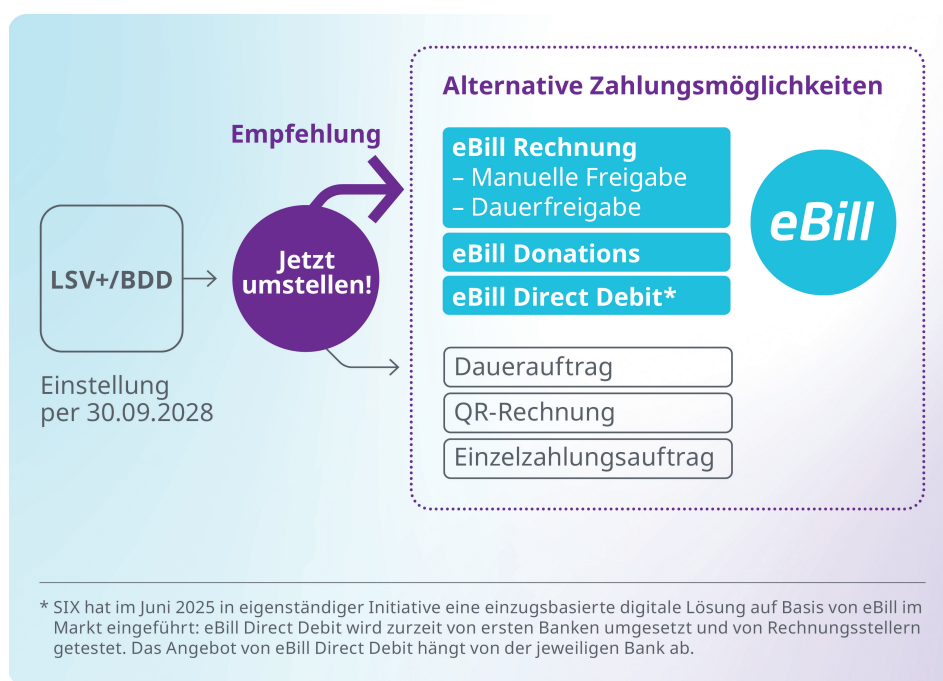 Alternative Zahlungsmöglichkeiten
Empfehlung
eBill Rechnung
– Manuelle Freigabe
– Dauerfreigabe
eBill Donations
eBill Direct Debit*
eBill
LSV+/BDD
Jetzt
umstellen!
Einstellung
per 30.09.2028
Dauerauftrag
QR-Rechnung
Einzelzahlungsauftrag
* SIX hat im Juni 2025 in eigenständiger Initiative eine einzugsbasierte digitale Lösung auf Basis von eBill im
Markt eingeführt: eBill Direct Debit wird zurzeit von ersten Banken umgesetzt und von Rechnungsstellern
getestet. Das Angebot von eBill Direct Debit hängt von der jeweiligen Bank ab.